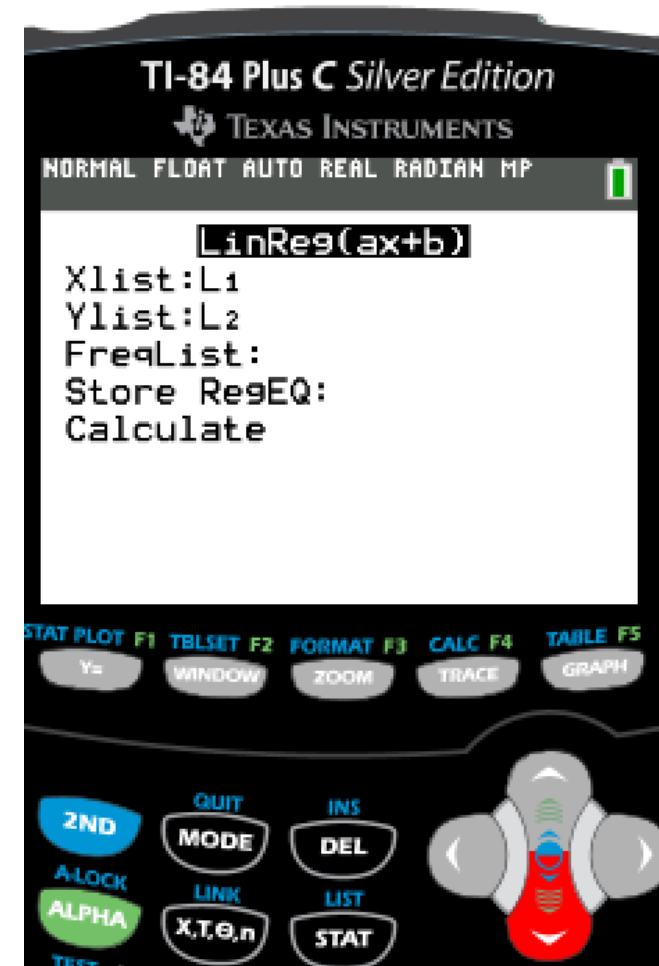 TI-84 Plus C Silver Edition
TEXAS INSTRUMENTS
NORMAL FLOAT AUTO REAL RADIAN MP
LinReg(ax+b)
Xlist:L1
Ylist:L2
FreqList:
Store RegEQ:
Calculate
STAT PLOT F1 TBLSET F2 FORMAT F3 CALC F4 TABLE F5
Y= WINDOW ZOOM TRACE GRAPH
QUIT INS
2ND MODE DEL
A-LOCK LINK LIST
ALPHA X,T,Θ,n STAT
TEST